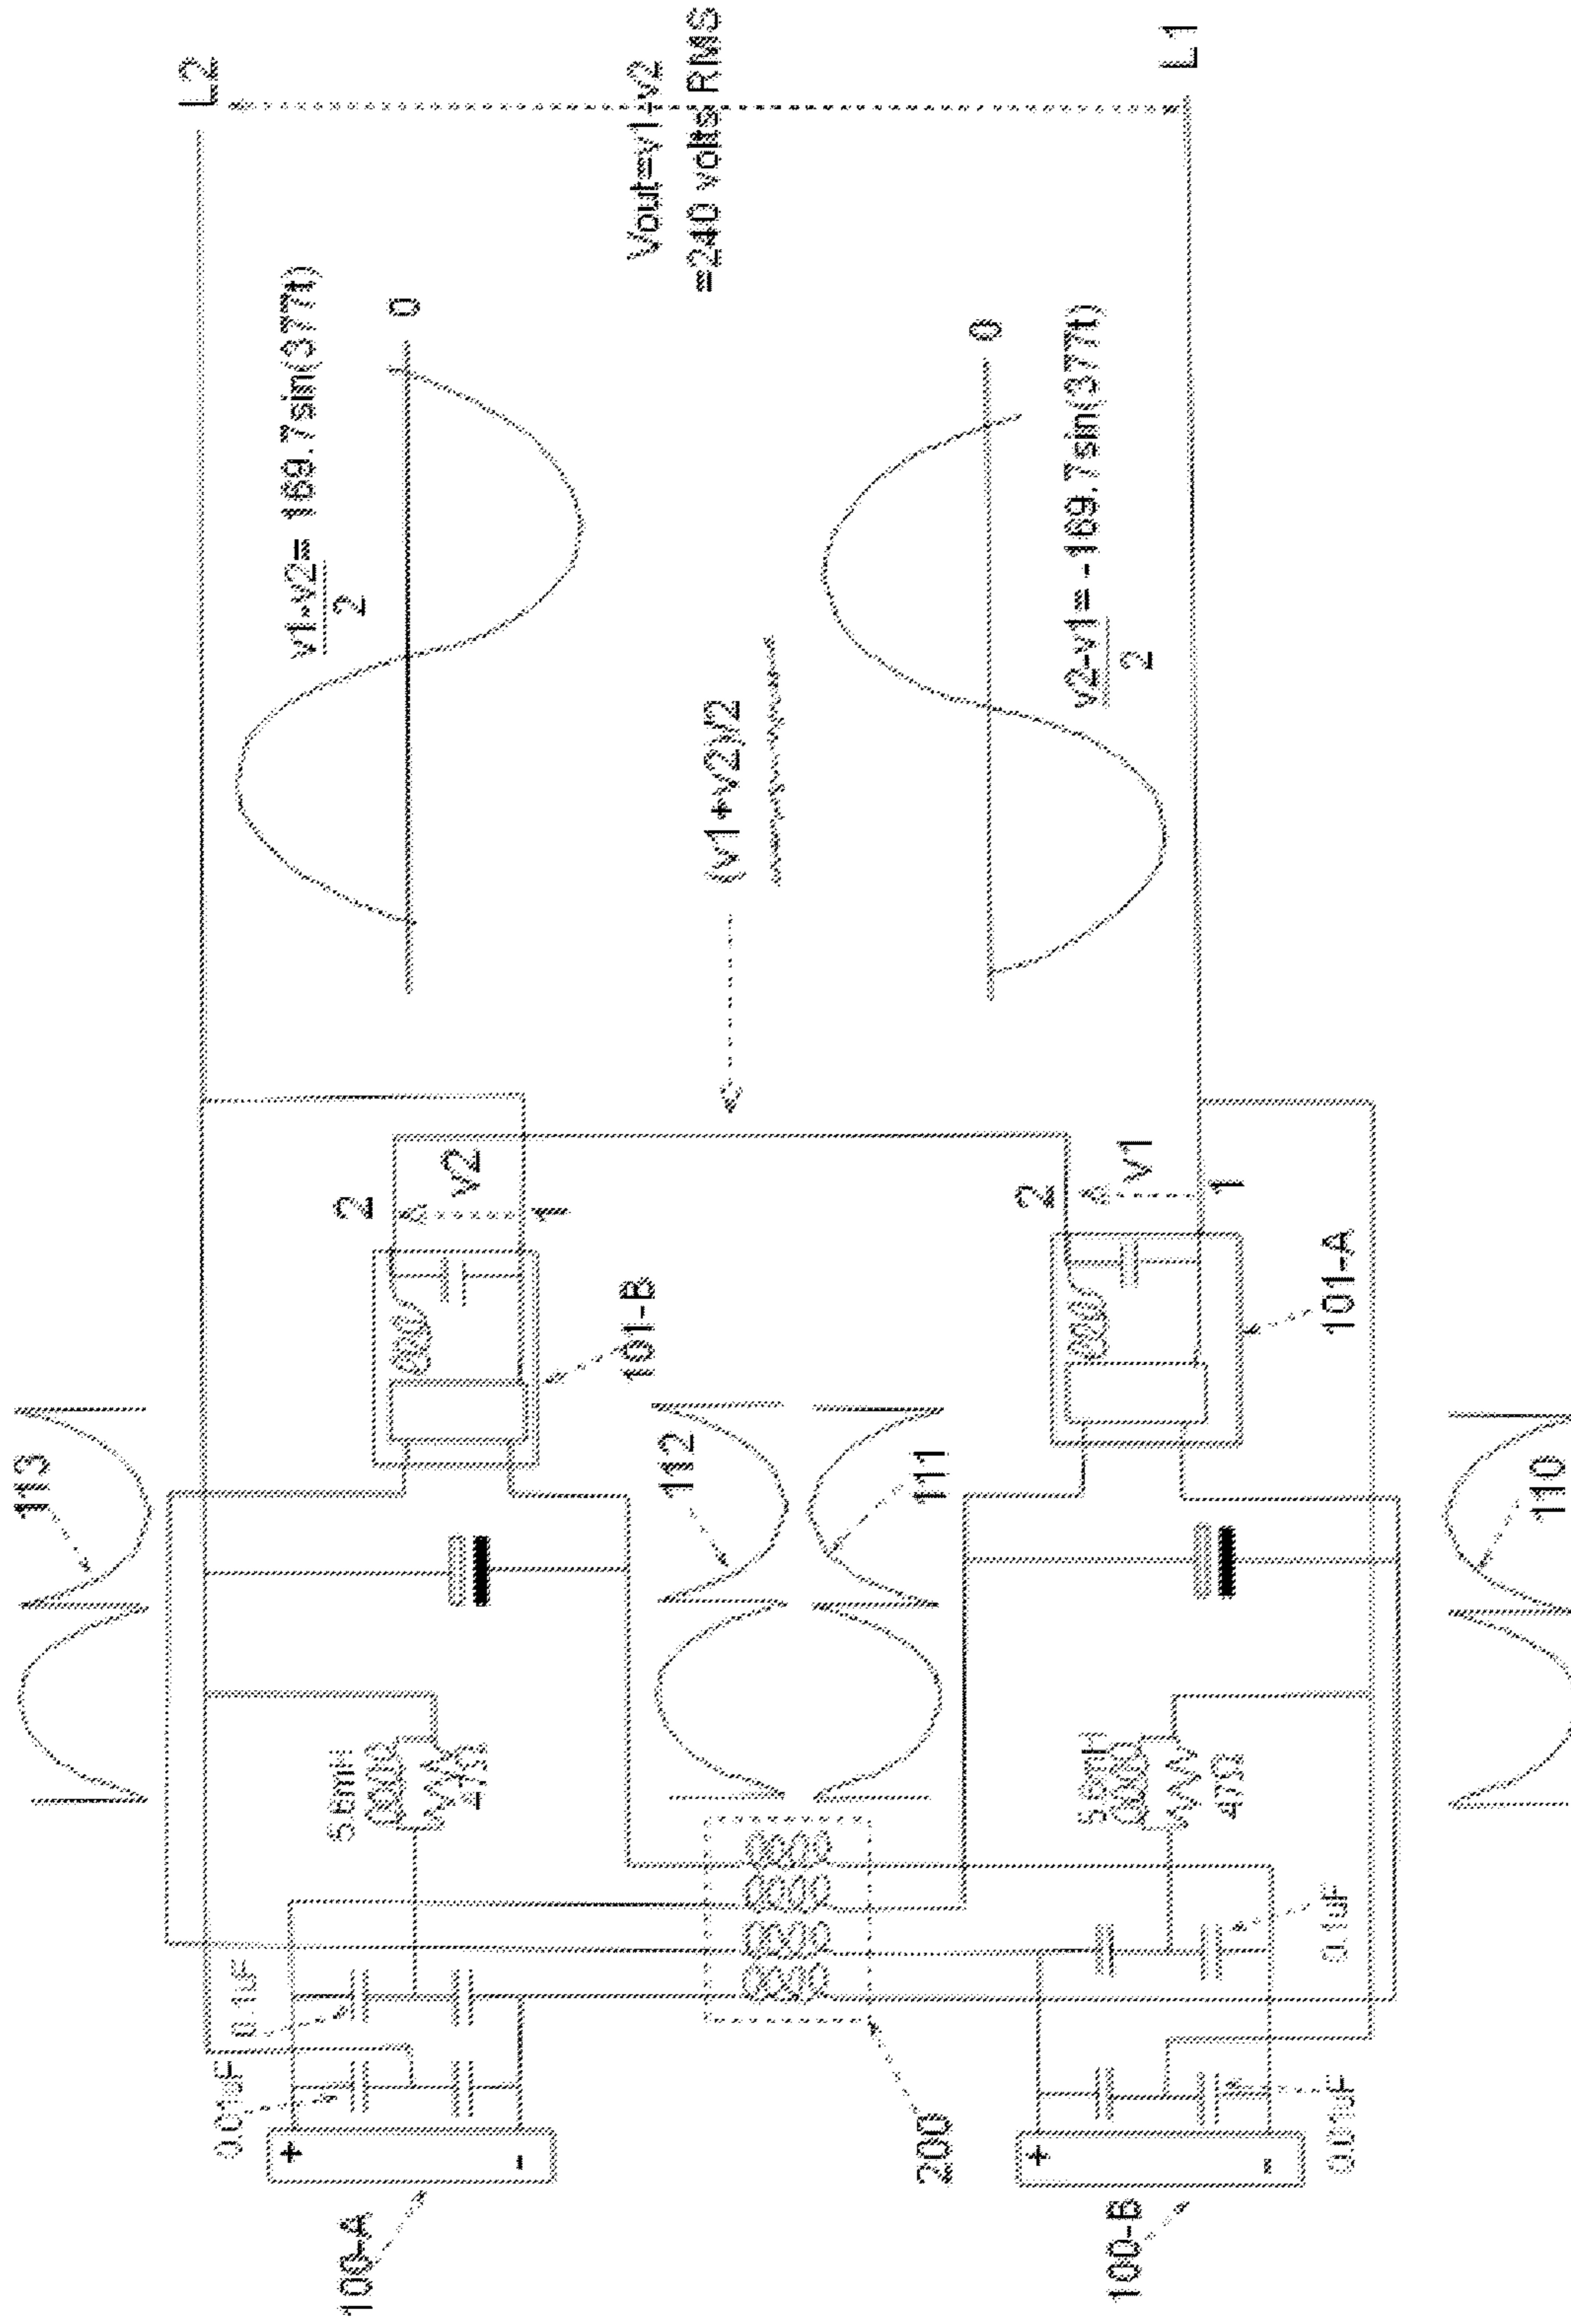 L2
Vout=v1-v2
=240 volts RMS
L1
v1-v2= 169.7sin(377t)
2
0
(v1+v2)/2
0
v2-v1= -169.7sin(377t)
2
2
v2
1
101-B
2
v1
1
101-A
113
112
111
110
5.6mH
47Ω
5.6mH
47Ω
0.1uF
0.01uF
0.1uF
0.01uF
200
+
-
100-A
+
-
100-B